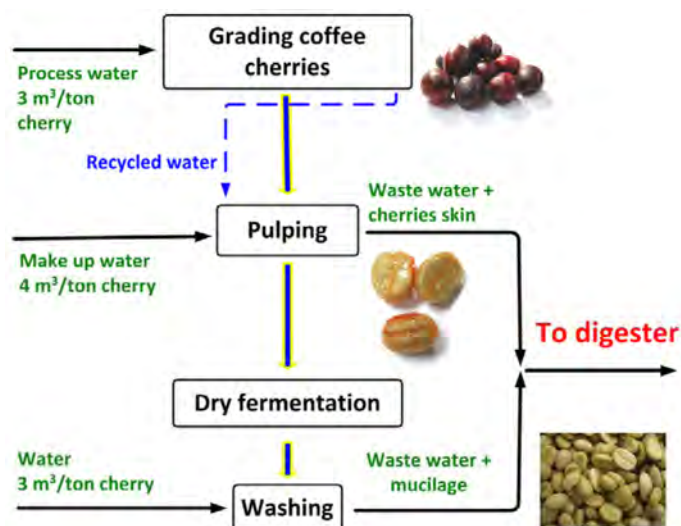 Grading coffee
cherries
Process water
3 m³/ton
cherry
Recycled water
Waste water +
cherries skin
Pulping
Make up water
4 m³/ton cherry
To digester
Dry fermentation
Water
3 m³/ton cherry
Waste water +
mucilage
Washing